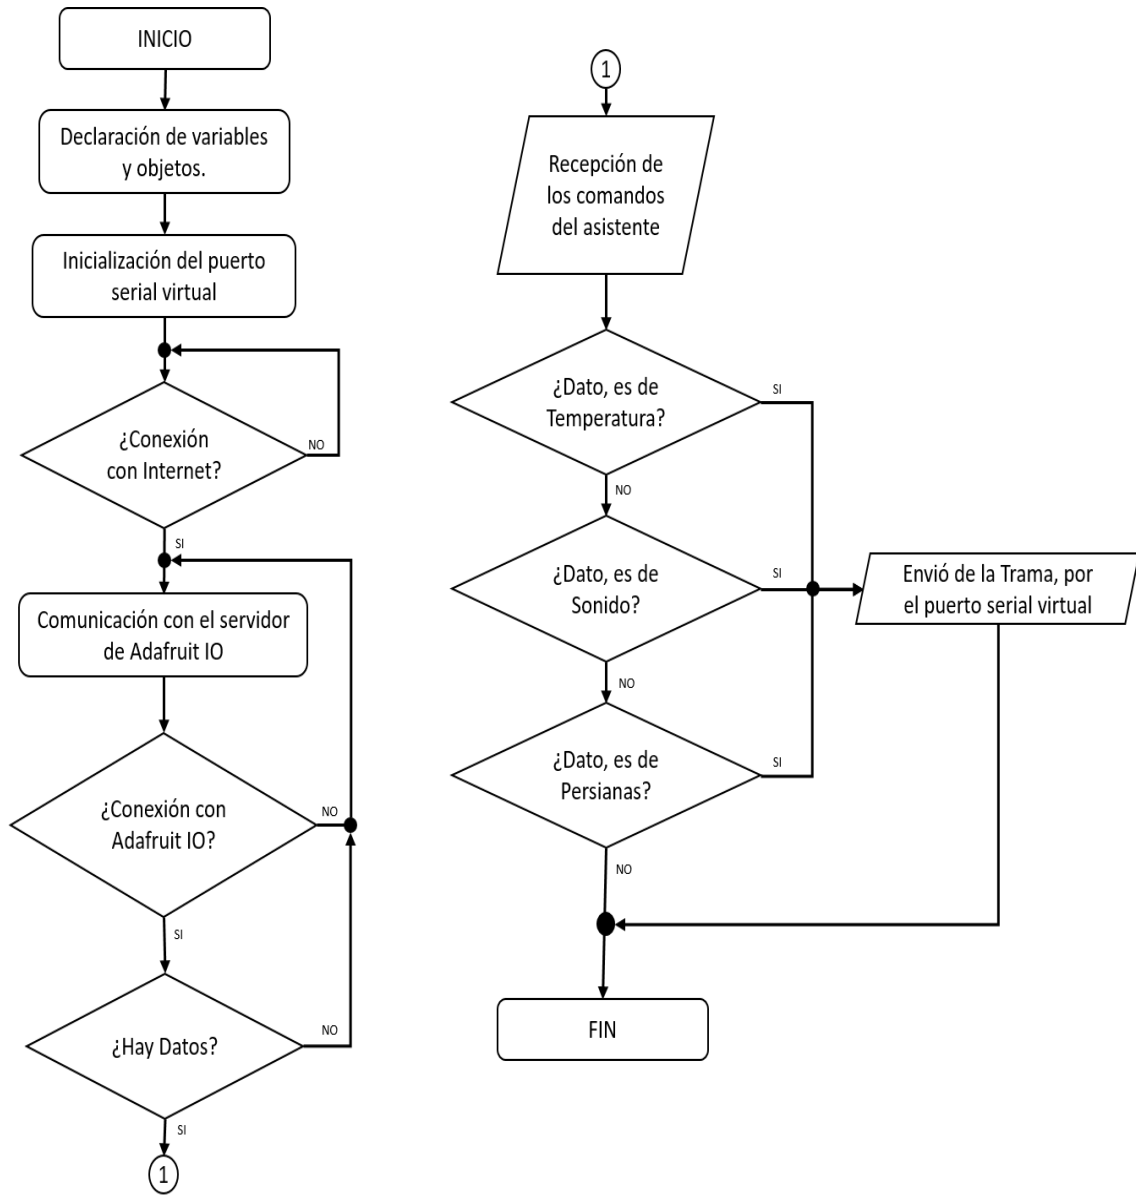 INICIO
Declaración de variables
y objetos.
Inicialización del puerto
serial virtual
¿Conexión
con Internet?
NO
SI
Comunicación con el servidor
de Adafruit IO
¿Conexión con
Adafruit IO?
NO
SI
¿Hay Datos?
NO
SI
1
1
Recepción de
los comandos
del asistente
¿Dato, es de
Temperatura?
SI
NO
¿Dato, es de
Sonido?
SI
NO
¿Dato, es de
Persianas?
SI
NO
Envió de la Trama, por
el puerto serial virtual
FIN